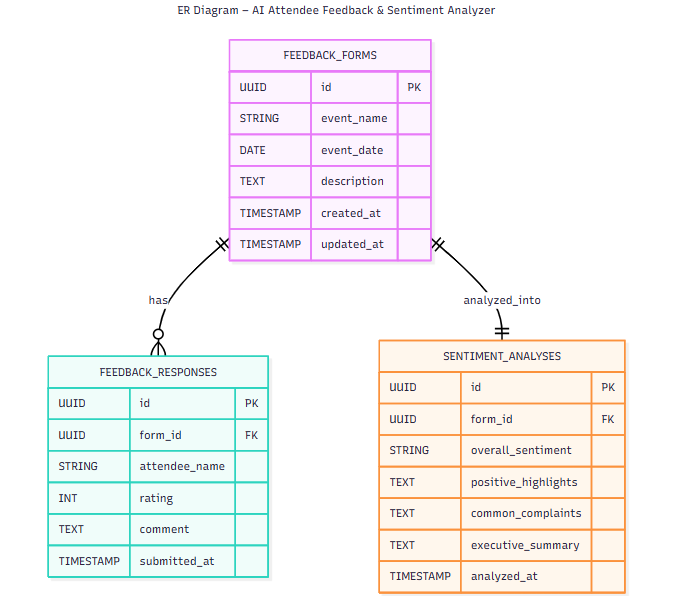 ER Diagram – AI Attendee Feedback & Sentiment Analyzer
FEEDBACK_FORMS
UUID id PK
STRING event_name
DATE event_date
TEXT description
TIMESTAMP created_at
TIMESTAMP updated_at
has
analyzed_into
FEEDBACK_RESPONSES
UUID id PK
UUID form_id FK
STRING attendee_name
INT rating
TEXT comment
TIMESTAMP submitted_at
SENTIMENT_ANALYSES
UUID id PK
UUID form_id FK
STRING overall_sentiment
TEXT positive_highlights
TEXT common_complaints
TEXT executive_summary
TIMESTAMP analyzed_at